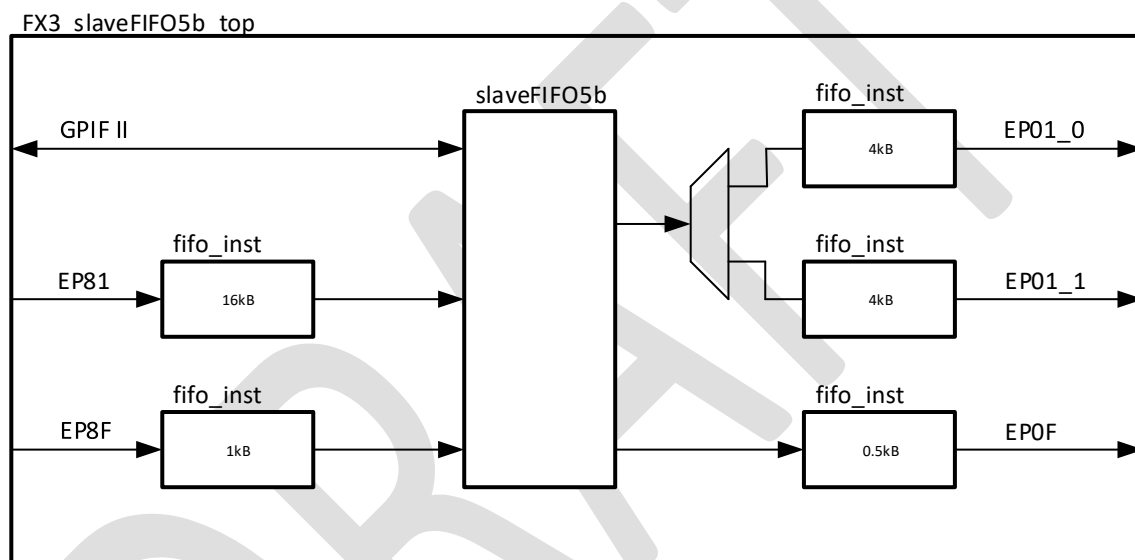 FX3_slaveFIFO5b_top
slaveFIFO5b
fifo_inst
GPIF II
4kB
EP01_0
fifo_inst
fifo_inst
EP81
16kB
4kB
EP01_1
fifo_inst
fifo_inst
EP8F
1kB
0.5kB
EP0F
DRAFT